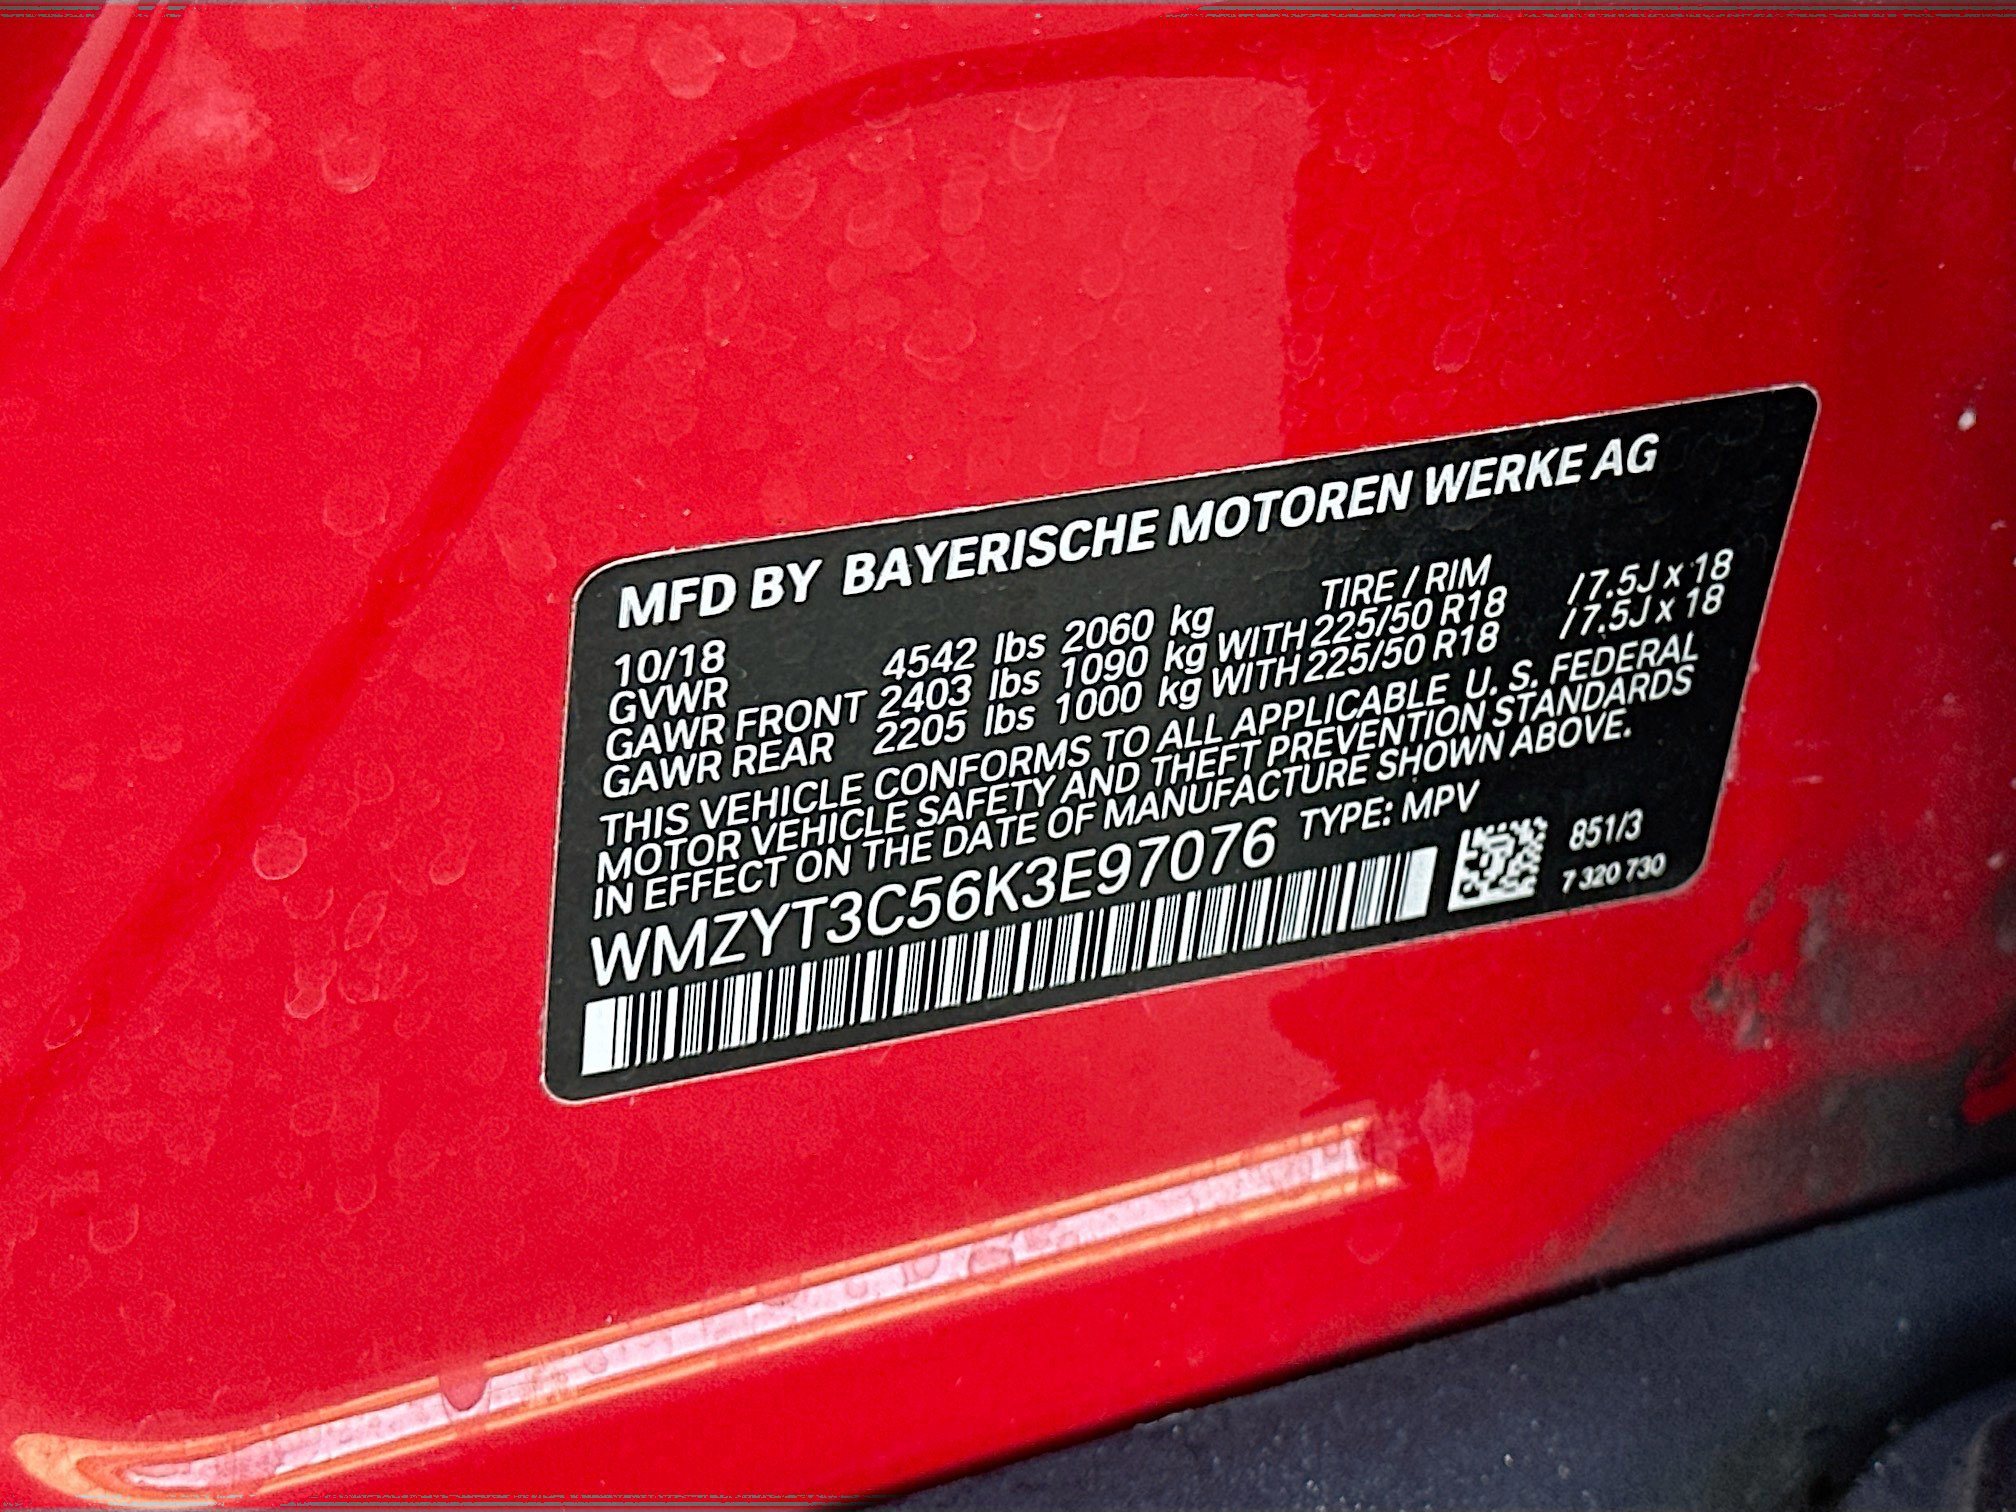 MFD BY BAYERISCHE MOTOREN WERKE AG
10/18 TIRE / RIM
GVWR 4542 lbs 2060 kg
GAWR FRONT 2403 lbs 1090 kg WITH 225/50 R18 / 7.5J x 18
GAWR REAR 2205 lbs 1000 kg WITH 225/50 R18 / 7.5J x 18
THIS VEHICLE CONFORMS TO ALL APPLICABLE U. S. FEDERAL
MOTOR VEHICLE SAFETY AND THEFT PREVENTION STANDARDS
IN EFFECT ON THE DATE OF MANUFACTURE SHOWN ABOVE.
WMZYT3C56K3E97076 TYPE: MPV
851/3
7 320 730